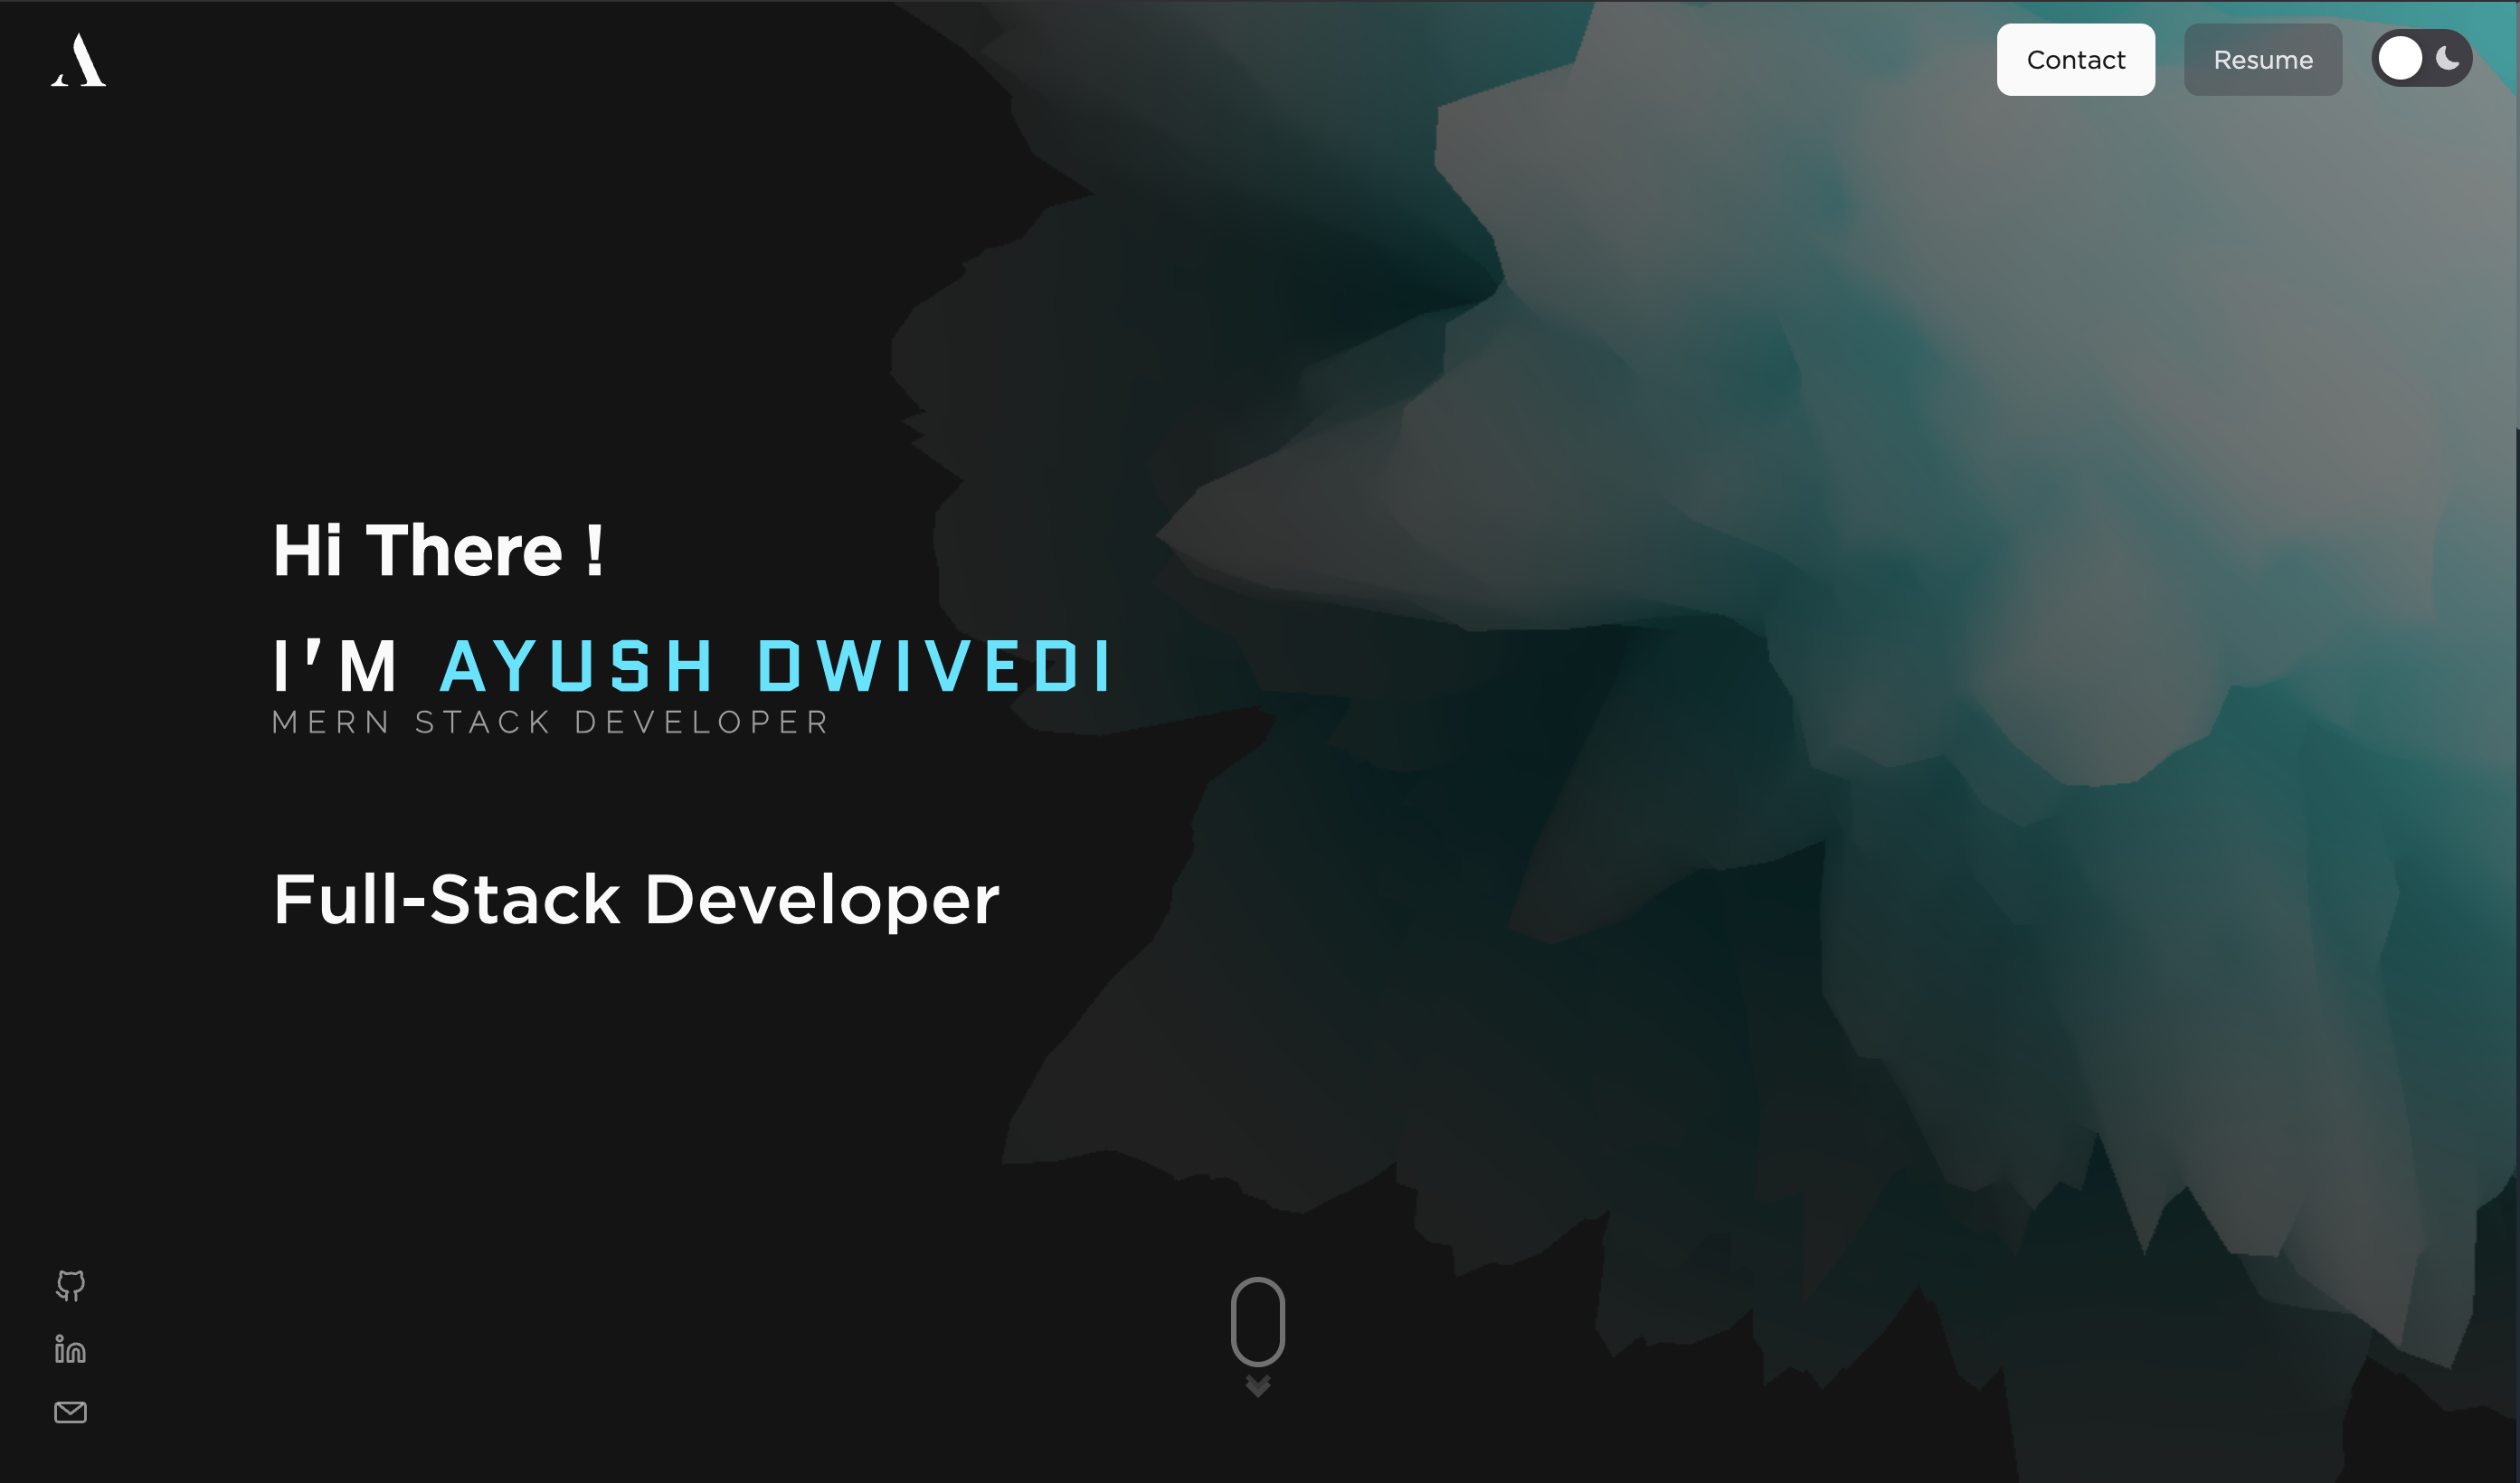 Contact
Resume
Hi There !
I'M AYUSH DWIVEDI
MERN STACK DEVELOPER
Full-Stack Developer